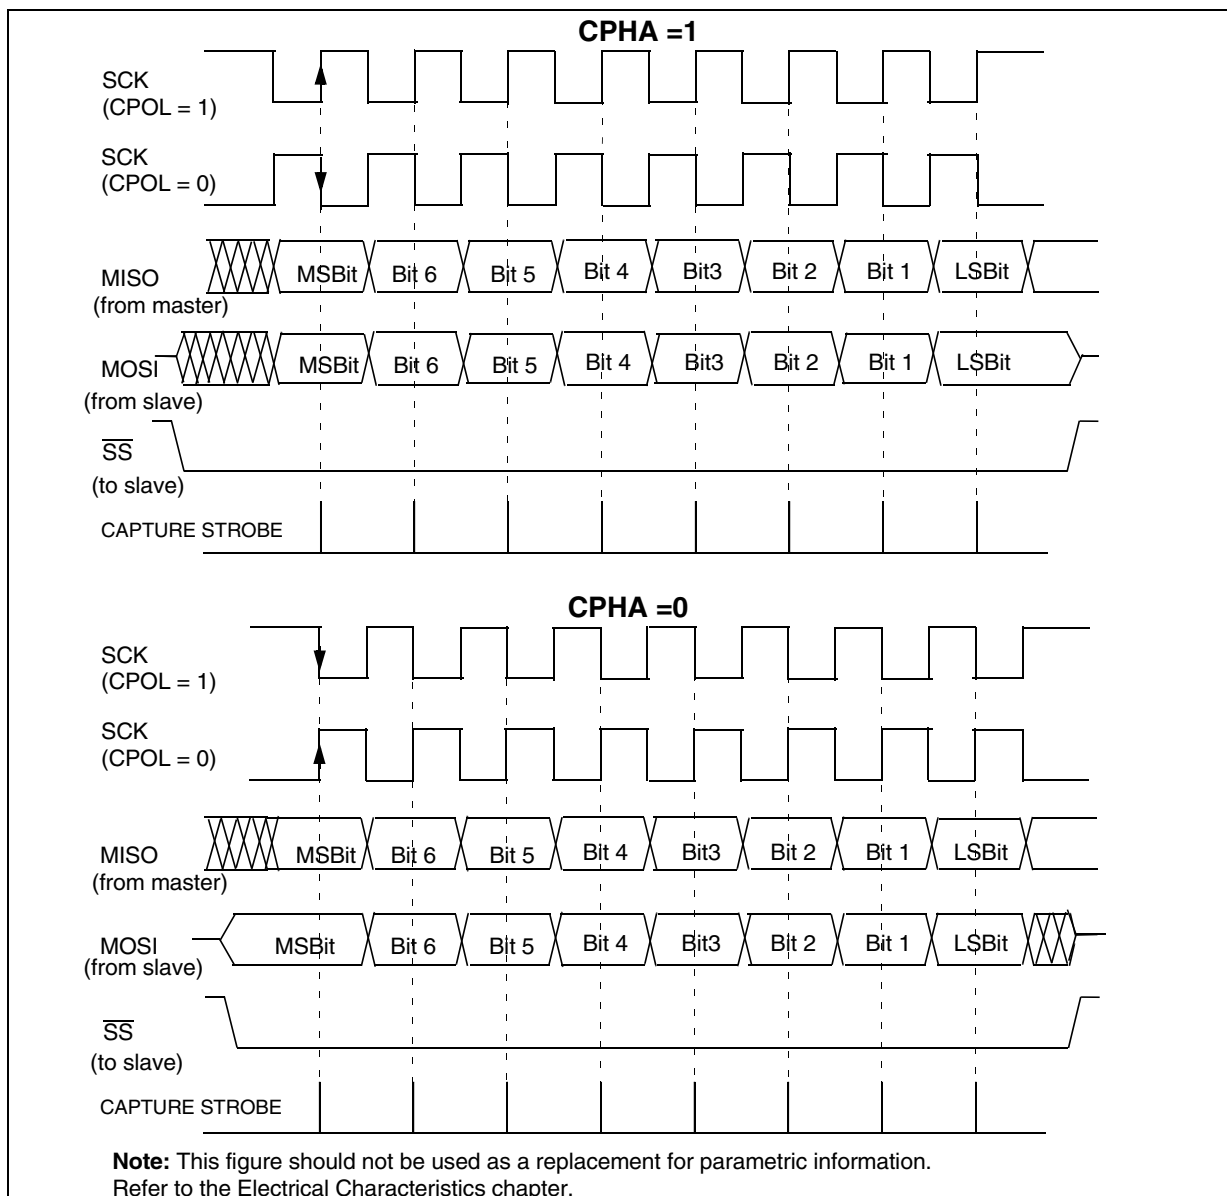 CPHA =1
SCK
(CPOL = 1)
SCK
(CPOL = 0)
MISO
(from master)
MSBit Bit 6 Bit 5 Bit 4 Bit3 Bit 2 Bit 1 LSBit
MOSI
(from slave)
MSBit Bit 6 Bit 5 Bit 4 Bit3 Bit 2 Bit 1 LSBit
SS
(to slave)
CAPTURE STROBE
CPHA =0
SCK
(CPOL = 1)
SCK
(CPOL = 0)
MISO
(from master)
MSBit Bit 6 Bit 5 Bit 4 Bit3 Bit 2 Bit 1 LSBit
MOSI
(from slave)
MSBit Bit 6 Bit 5 Bit 4 Bit3 Bit 2 Bit 1 LSBit
SS
(to slave)
CAPTURE STROBE
Note: This figure should not be used as a replacement for parametric information.
Refer to the Electrical Characteristics chapter.